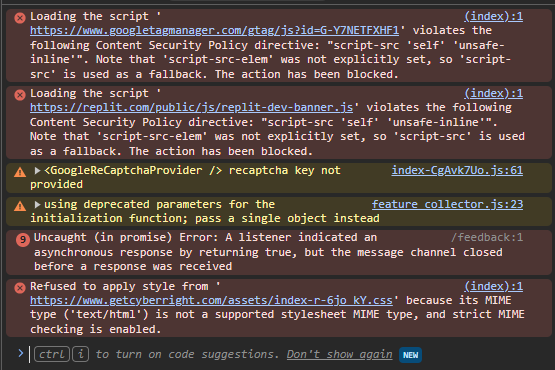 Loading the script ' (index):1
https://www.googletagmanager.com/gtag/js?id=G-Y7NETFXHF1' violates the
following Content Security Policy directive: "script-src 'self' 'unsafe-
inline'". Note that 'script-src-elem' was not explicitly set, so 'script-
src' is used as a fallback. The action has been blocked.
Loading the script ' (index):1
https://replit.com/public/js/replit-dev-banner.js' violates the following
Content Security Policy directive: "script-src 'self' 'unsafe-inline'".
Note that 'script-src-elem' was not explicitly set, so 'script-src' is used
as a fallback. The action has been blocked.
<GoogleReCaptchaProvider /> recaptcha key not index-CgAvk7Uo.js:61
provided
using deprecated parameters for the feature collector.js:23
initialization function; pass a single object instead
9 Uncaught (in promise) Error: A listener indicated an /feedback:1
asynchronous response by returning true, but the message channel closed
before a response was received
Refused to apply style from ' (index):1
https://www.getcyberright.com/assets/index-r-6jo kY.css' because its MIME
type ('text/html') is not a supported stylesheet MIME type, and strict MIME
checking is enabled.
ctrl i to turn on code suggestions. Don't show again NEW